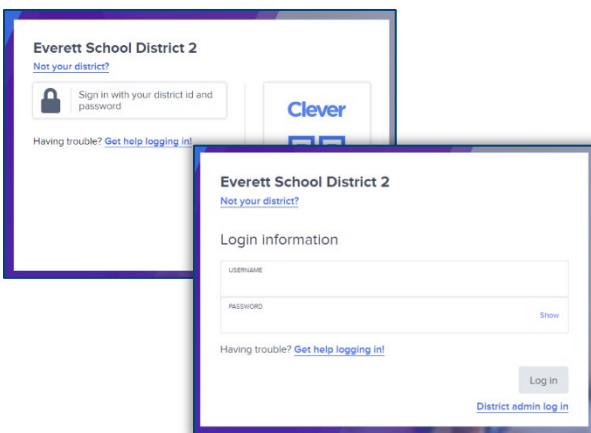 Everett School District 2
Not your district?
Sign in with your district id and
password
Having trouble? Get help logging in!
Clever
Everett School District 2
Not your district?
Login information
USERNAME
PASSWORD
Show
Having trouble? Get help logging in!
Log in
District admin log in